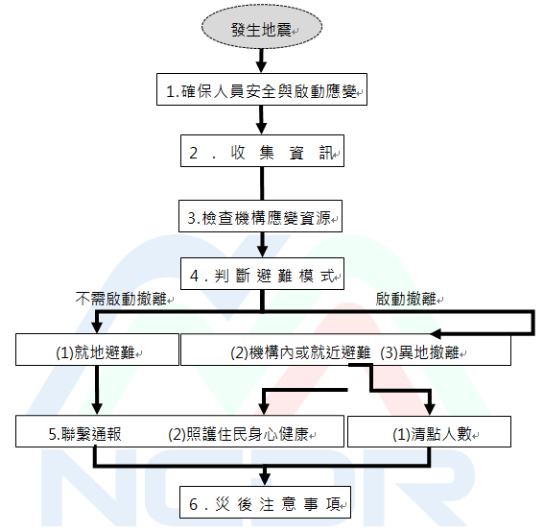 發生地震
1.確保人員安全與啟動應變
2.收集資訊
3.檢查機構應變資源
4.判斷避難模式
不需啟動撤離
啟動撤離
(1)就地避難
(2)機構內或就近避難 (3)異地撤離
5.聯繫通報 (2)照護住民身心健康
(1)清點人數
6.災後注意事項
NCDR